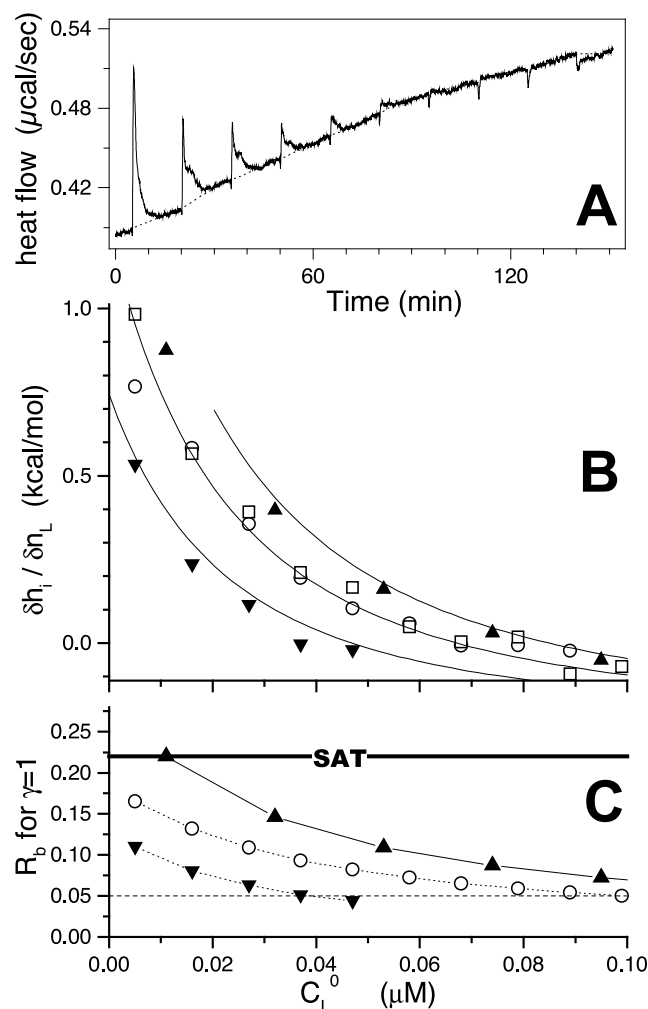 0.54
0.48
0.42
heat flow (μcal/sec)
A
0
60
120
Time (min)
1.0
0.5
0.0
δhᵢ / δn_L (kcal/mol)
B
0.25
0.20
0.15
0.10
0.05
0.00
R_b for γ=1
SAT
C
0.00
0.02
0.04
0.06
0.08
0.10
C_L^0 (μM)